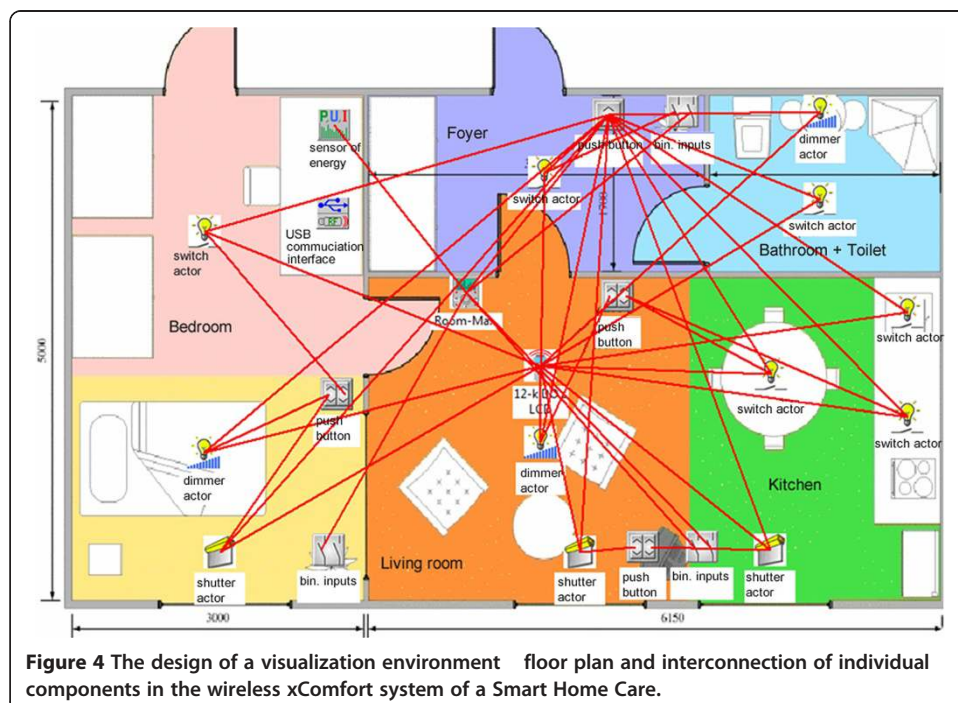 Foyer
P,U,I
sensor of
energy
push button
bin. inputs
dimmer
actor
switch actor
1700
USB
commuciation
interface
RF
switch
actor
switch actor
Bathroom + Toilet
Bedroom
Room-Ma
push
button
switch actor
5000
12-k
LCD
switch actor
switch actor
push
button
dimmer
actor
dimmer
actor
Kitchen
Living room
shutter
actor
bin. inputs
shutter
actor
push
button
bin. inputs
shutter
actor
3000
6150
Figure 4 The design of a visualization environment floor plan and interconnection of individual
components in the wireless xComfort system of a Smart Home Care.